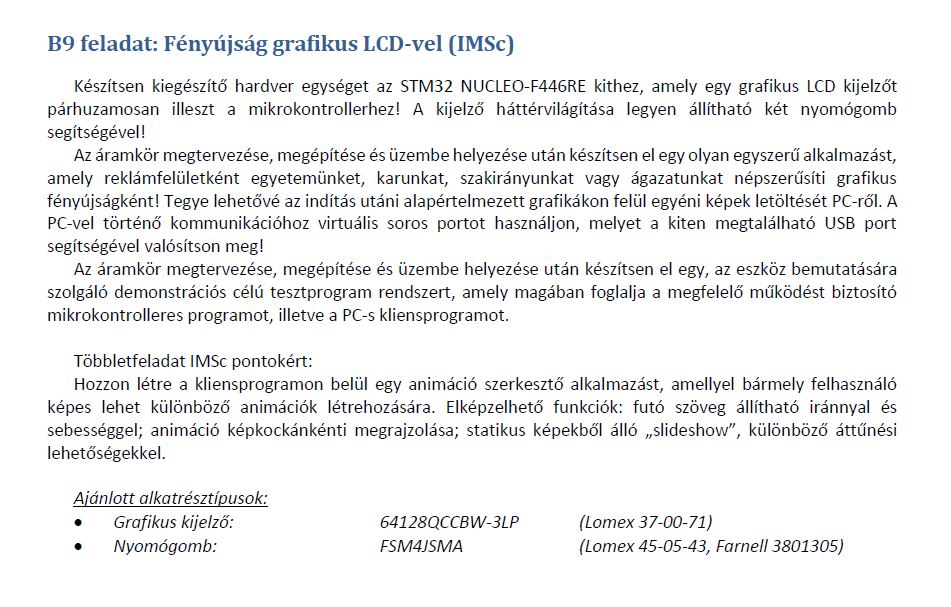 B9 feladat: Fényújság grafikus LCD-vel (IMSc)
Készítsen kiegészítő hardver egységet az STM32 NUCLEO-F446RE kithez, amely egy grafikus LCD kijelzőt
párhuzamosan illeszt a mikrokontrollerhez! A kijelző háttérvilágítása legyen állítható két nyomógomb
segítségével!
Az áramkör megtervezése, megépítése és üzembe helyezése után készítsen el egy olyan egyszerű alkalmazást,
amely reklámfelületként egyetemünket, karunkat, szakirányunkat vagy ágazatunkat népszerűsíti grafikus
fényújságként! Tegye lehetővé az indítás utáni alapértelmezett grafikákon felül egyéni képek letöltését PC-ről. A
PC-vel történő kommunikációhoz virtuális soros portot használjon, melyet a kiten megtalálható USB port
segítségével valósítson meg!
Az áramkör megtervezése, megépítése és üzembe helyezése után készítsen el egy, az eszköz bemutatására
szolgáló demonstrációs célú tesztprogram rendszert, amely magában foglalja a megfelelő működést biztosító
mikrokontrolleres programot, illetve a PC-s kliensprogramot.
Többletfeladat IMSc pontokért:
Hozzon létre a kliensprogramon belül egy animáció szerkesztő alkalmazást, amellyel bármely felhasználó
képes lehet különböző animációk létrehozására. Elképzelhető funkciók: futó szöveg állítható iránnyal és
sebességgel; animáció képkockánkénti megrajzolása; statikus képekből álló „slideshow”, különböző áttűnési
lehetőségekkel.
Ajánlott alkatrésztípusok:
• Grafikus kijelző: 64128QCCBW-3LP (Lomex 37-00-71)
• Nyomógomb: FSM4JSMA (Lomex 45-05-43, Farnell 3801305)